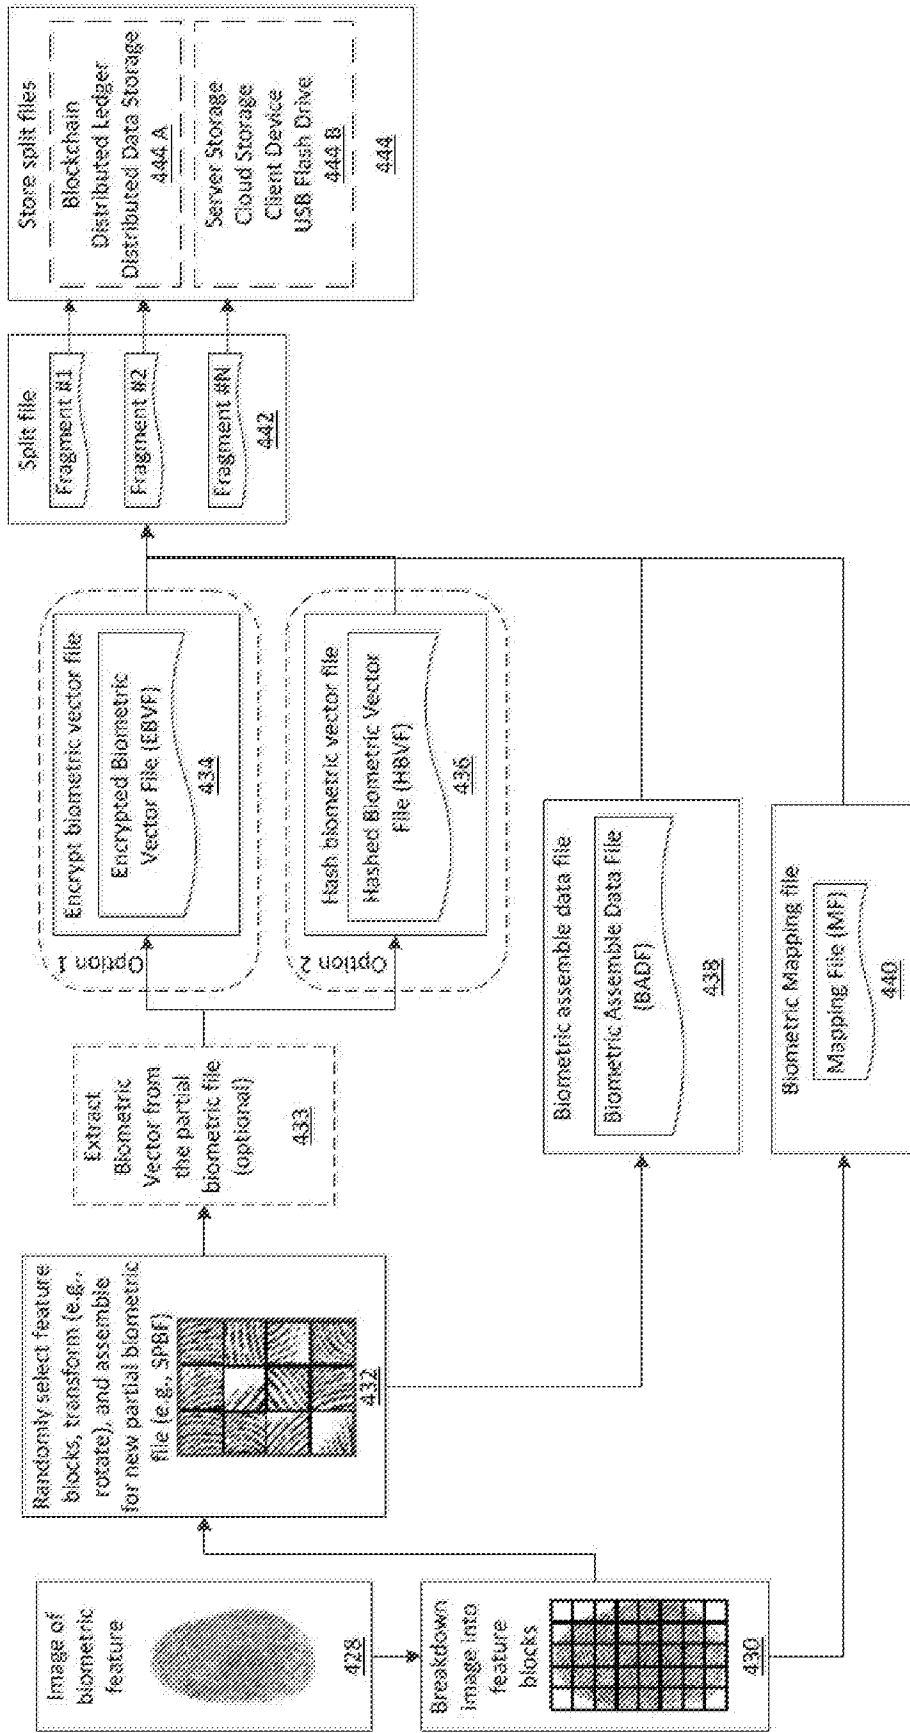 Image of
biometric
feature
428
Breakdown
image into
feature
blocks
430
Randomly select feature
blocks, transform (e.g.,
rotate), and assemble
for new partial biometric
file (e.g., SPBF)
432
Extract
Biometric
Vector from
the partial
biometric file
(optional)
433
Option 1
Encrypt biometric vector file
Encrypted Biometric
Vector File (EBVF)
434
Option 2
Hash biometric vector file
Hashed Biometric Vector
File (HBVF)
436
Biometric assemble data file
Biometric Assemble Data File
(BADF)
438
Biometric Mapping file
Mapping File (MF)
440
Split file
Fragment #1
Fragment #2
Fragment #N
442
Store split files
Blockchain
Distributed Ledger
Distributed Data Storage
444 A
Server Storage
Cloud Storage
Client Device
USB Flash Drive
444 B
444